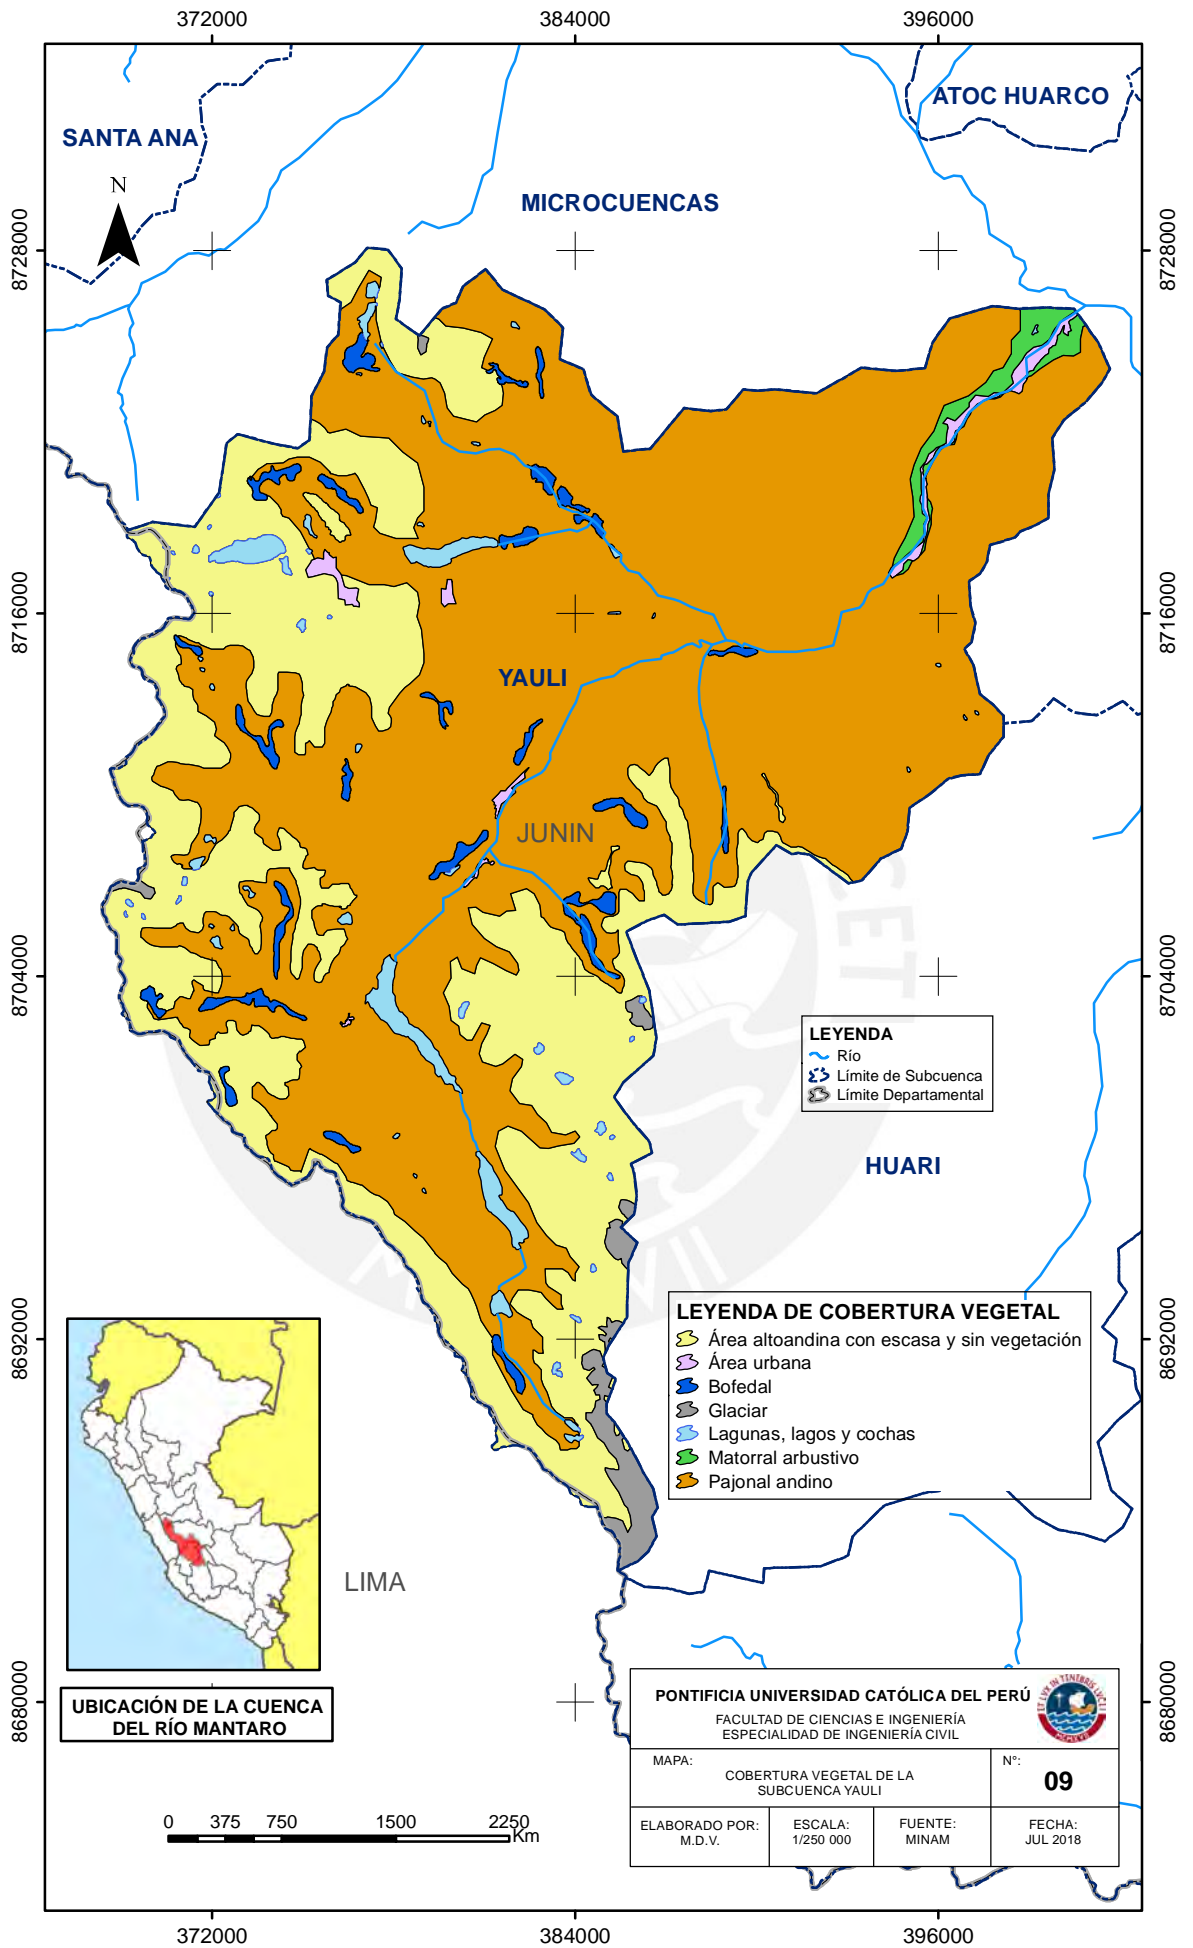 372000
384000
396000
ATOC HUARCO
SANTA ANA
N
MICROCUENCAS
8728000
8728000
8716000
8716000
YAULI
JUNIN
8704000
8704000
LEYENDA
Río
Límite de Subcuenca
Límite Departamental
HUARI
8692000
8692000
LEYENDA DE COBERTURA VEGETAL
Área altoandina con escasa y sin vegetación
Área urbana
Bofedal
Glaciar
Lagunas, lagos y cochas
Matorral arbustivo
Pajonal andino
LIMA
8680000
8680000
UBICACIÓN DE LA CUENCA
DEL RÍO MANTARO
PONTIFICIA UNIVERSIDAD CATÓLICA DEL PERÚ
FACULTAD DE CIENCIAS E INGENIERÍA
ESPECIALIDAD DE INGENIERÍA CIVIL
MAPA:
COBERTURA VEGETAL DE LA
SUBCUENCA YAULI
N°:
09
ELABORADO POR:
M.D.V.
ESCALA:
1/250 000
FUENTE:
MINAM
FECHA:
JUL 2018
0 375 750 1500 2250
Km
372000
384000
396000